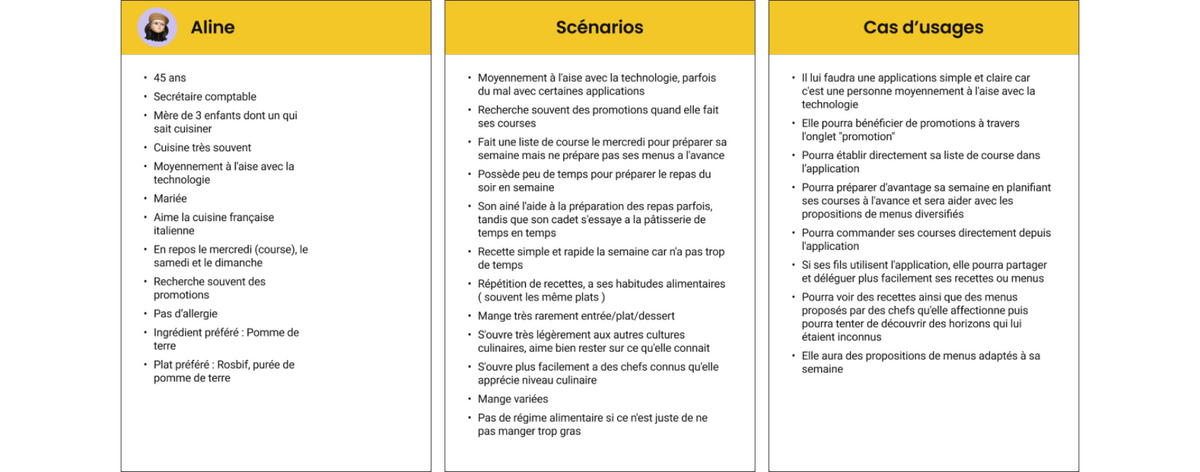 Aline
45 ans
Secrétaire comptable
Mère de 3 enfants dont un qui
sait cuisiner
Cuisine très souvent
Moyennement à l'aise avec la
technologie
Mariée
Aime la cuisine française
italienne
En repos le mercredi (course), le
samedi et le dimanche
Recherche souvent des
promotions
Pas d'allergie
Ingrédient préféré : Pomme de
terre
Plat préféré : Rosbif, purée de
pomme de terre
Scénarios
Moyennement à l'aise avec la technologie, parfois
du mal avec certaines applications
Recherche souvent des promotions quand elle fait
ses courses
Fait une liste de course le mercredi pour préparer sa
semaine mais ne prépare pas ses menus a l'avance
Possède peu de temps pour préparer le repas du
soir en semaine
Son ainé l'aide à la préparation des repas parfois,
tandis que son cadet s'essaye a la pâtisserie de
temps en temps
Recette simple et rapide la semaine car n'a pas trop
de temps
Répétition de recettes, a ses habitudes alimentaires
( souvent les même plats )
Mange très rarement entrée/plat/dessert
S'ouvre très légèrement aux autres cultures
culinaires, aime bien rester sur ce qu'elle connait
S'ouvre plus facilement a des chefs connus qu'elle
apprécie niveau culinaire
Mange variées
Pas de régime alimentaire si ce n'est juste de ne
pas manger trop gras
Cas d'usages
Il lui faudra une applications simple et claire car
c'est une personne moyennement à l'aise avec la
technologie
Elle pourra bénéficier de promotions à travers
l'onglet "promotion"
Pourra établir directement sa liste de course dans
l'application
Pourra préparer d'avantage sa semaine en planifiant
ses courses à l'avance et sera aider avec les
propositions de menus diversifiés
Pourra commander ses courses directement depuis
l'application
Si ses fils utilisent l'application, elle pourra partager
et déléguer plus facilement ses recettes ou menus
Pourra voir des recettes ainsi que des menus
proposés par des chefs qu'elle affectionne puis
pourra tenter de découvrir des horizons qui lui
étaient inconnus
Elle aura des propositions de menus adaptés à sa
semaine